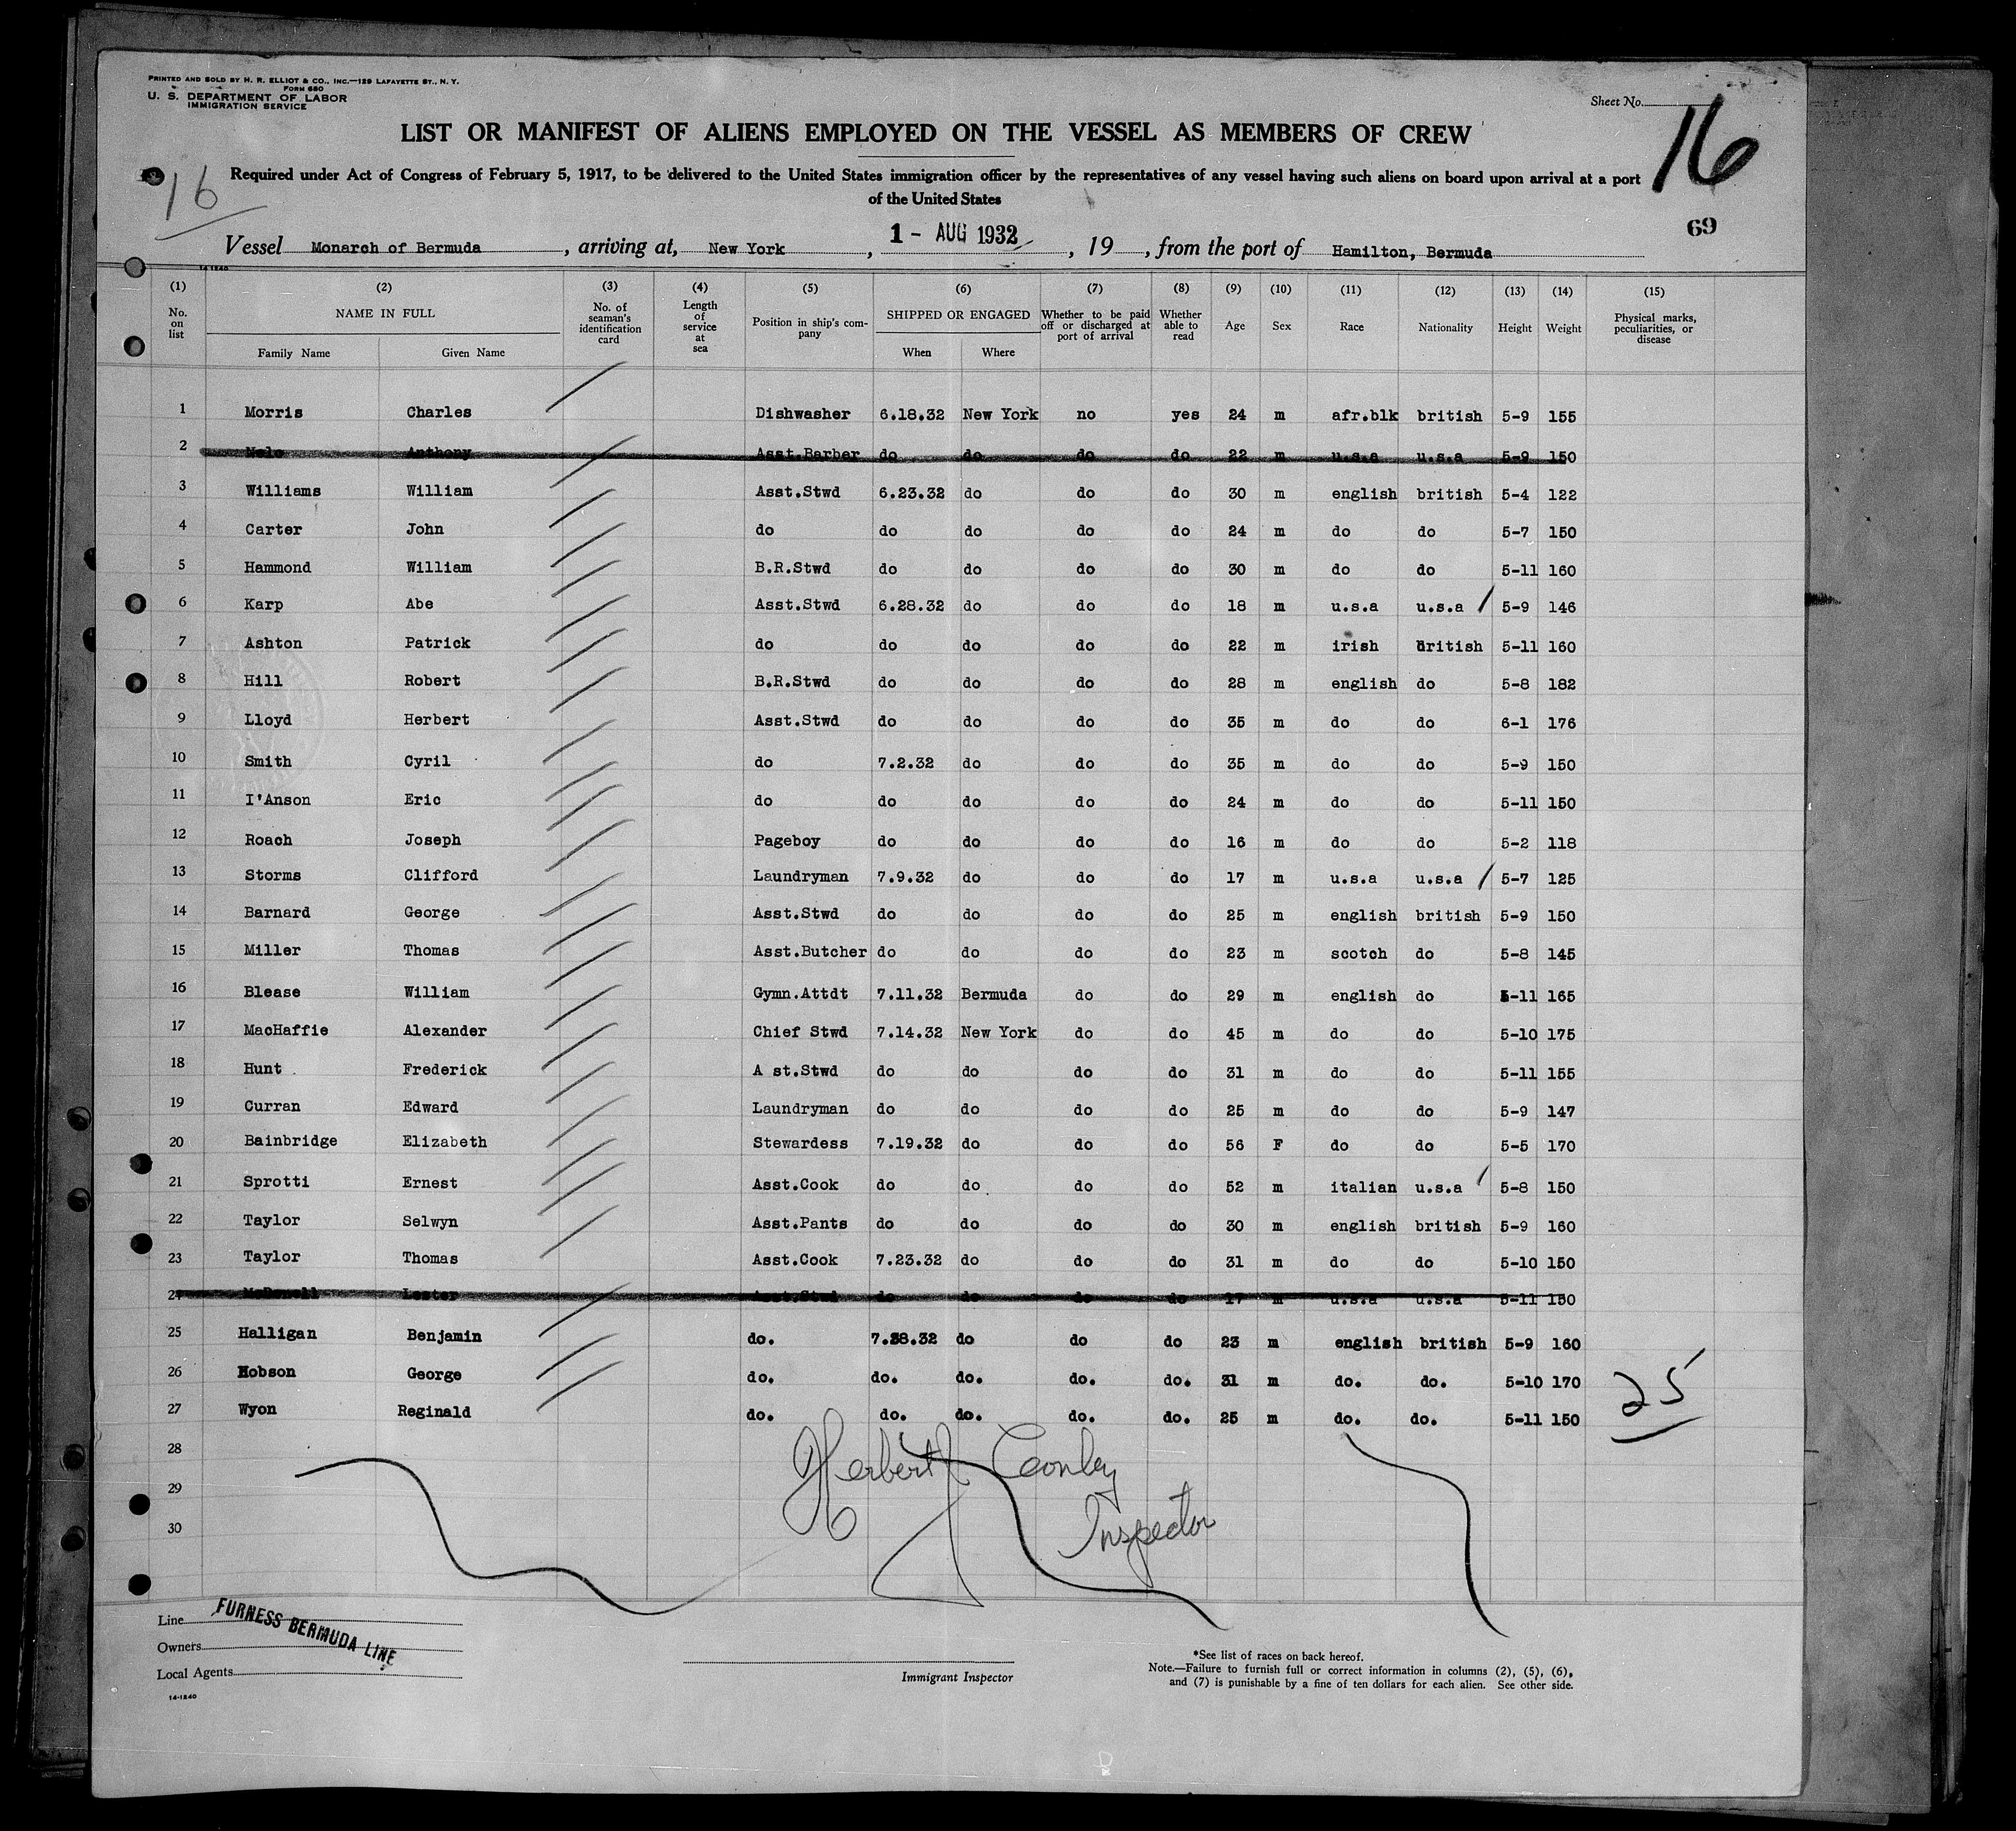 PRINTED AND SOLD BY H. R. ELLIOT & CO., INC.—129 LAFAYETTE ST., N. Y.
FORM 680
U. S. DEPARTMENT OF LABOR
IMMIGRATION SERVICE
Sheet No.
16
LIST OR MANIFEST OF ALIENS EMPLOYED ON THE VESSEL AS MEMBERS OF CREW
16
Required under Act of Congress of February 5, 1917, to be delivered to the United States immigration officer by the representatives of any vessel having such aliens on board upon arrival at a port
of the United States
69
Vessel Monarch of Bermuda, arriving at, New York, 1 - AUG 1932, 19, from the port of Hamilton, Bermuda
14-1240
(1) (2) (3) (4) (5) (6) (7) (8) (9) (10) (11) (12) (13) (14) (15)
No. on list NAME IN FULL No. of seaman's identification card Length of service at sea Position in ship's company SHIPPED OR ENGAGED Whether to be paid off or discharged at port of arrival Whether able to read Age Sex Race Nationality Height Weight Physical marks, peculiarities, or disease
Family Name Given Name When Where
1 Morris Charles Dishwasher 6.18.32 New York no yes 24 m afr.blk british 5-9 155
2 Anthony Asst.Barber do do do do 22 m u.s.a u.s.a 5-9 150
3 Williams William Asst.Stwd 6.23.32 do do do 30 m english british 5-4 122
4 Carter John do do do do do 24 m do do 5-7 150
5 Hammond William B.R.Stwd do do do do 30 m do do 5-11 160
6 Karp Abe Asst.Stwd 6.28.32 do do do 18 m u.s.a u.s.a 5-9 146
7 Ashton Patrick do do do do do 22 m irish british 5-11 160
8 Hill Robert B.R.Stwd do do do do 28 m english do 5-8 182
9 Lloyd Herbert Asst.Stwd do do do do 35 m do do 6-1 176
10 Smith Cyril do 7.2.32 do do do 35 m do do 5-9 150
11 I'Anson Eric do do do do do 24 m do do 5-11 150
12 Roach Joseph Pageboy do do do do 16 m do do 5-2 118
13 Storms Clifford Laundryman 7.9.32 do do do 17 m u.s.a u.s.a 5-7 125
14 Barnard George Asst.Stwd do do do do 25 m english british 5-9 150
15 Miller Thomas Asst.Butcher do do do do 23 m scotch do 5-8 145
16 Blease William Gymn.Attdt 7.11.32 Bermuda do do 29 m english do 5-11 165
17 MacHaffie Alexander Chief Stwd 7.14.32 New York do do 45 m do do 5-10 175
18 Hunt Frederick A st.Stwd do do do do 31 m do do 5-11 155
19 Curran Edward Laundryman do do do do 25 m do do 5-9 147
20 Bainbridge Elizabeth Stewardess 7.19.32 do do do 56 F do do 5-5 170
21 Sprotti Ernest Asst.Cook do do do do 52 m italian u.s.a 5-8 150
22 Taylor Selwyn Asst.Pants do do do do 30 m english british 5-9 160
23 Taylor Thomas Asst.Cook 7.23.32 do do do 31 m do do 5-10 150
24 Lester Asst.Stwd do do do do 17 m u.s.a u.s.a 5-11 150
25 Halligan Benjamin do. 7.28.32 do do do 23 m english british 5-9 160
26 Hobson George do. do. do. do. do. 31 m do. do. 5-10 170
27 Wyon Reginald do. do. do. do. do. 25 m do. do. 5-11 150
25
28
29
30
Herbert J Conley
Inspector
Line FURNESS BERMUDA LINE
Owners
Local Agents
14-1240
Immigrant Inspector
*See list of races on back hereof.
Note.—Failure to furnish full or correct information in columns (2), (5), (6),
and (7) is punishable by a fine of ten dollars for each alien. See other side.